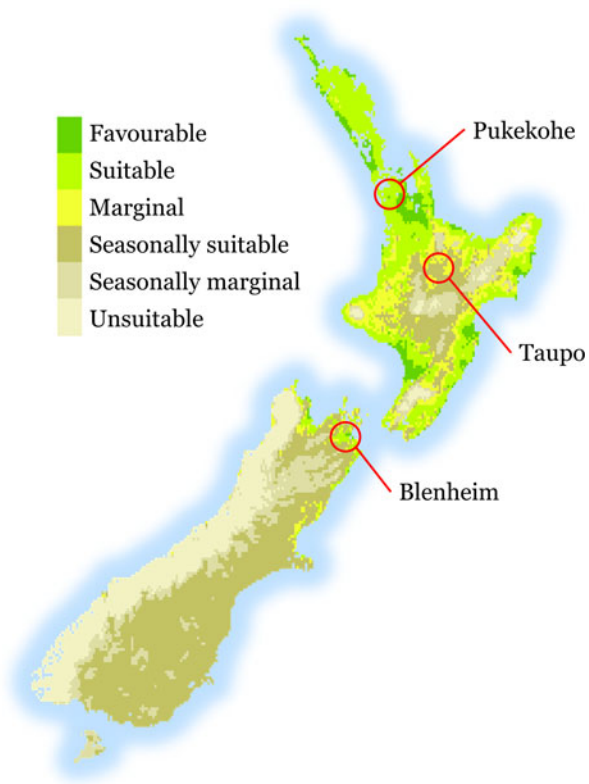 Favourable
Suitable
Marginal
Seasonally suitable
Seasonally marginal
Unsuitable
Pukekohe
Taupo
Blenheim